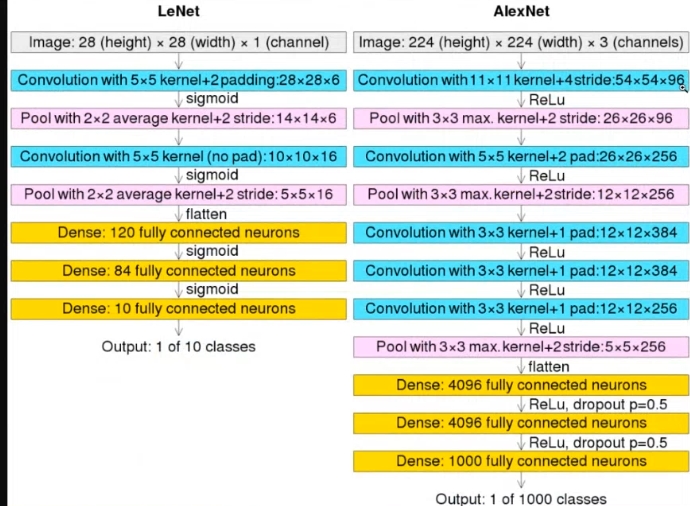 LeNet
Image: 28 (height) × 28 (width) × 1 (channel)
Convolution with 5×5 kernel+2padding:28×28×6
sigmoid
Pool with 2×2 average kernel+2 stride:14×14×6
Convolution with 5×5 kernel (no pad):10×10×16
sigmoid
Pool with 2×2 average kernel+2 stride: 5×5×16
flatten
Dense: 120 fully connected neurons
sigmoid
Dense: 84 fully connected neurons
sigmoid
Dense: 10 fully connected neurons
Output: 1 of 10 classes
AlexNet
Image: 224 (height) × 224 (width) × 3 (channels)
Convolution with 11×11 kernel+4stride:54×54×96
ReLu
Pool with 3×3 max. kernel+2 stride: 26×26×96
Convolution with 5×5 kernel+2 pad:26×26×256
ReLu
Pool with 3×3 max. kernel+2stride:12×12×256
Convolution with 3×3 kernel+1 pad:12×12×384
ReLu
Convolution with 3×3 kernel+1 pad:12×12×384
ReLu
Convolution with 3×3 kernel+1 pad:12×12×256
ReLu
Pool with 3×3 max.kernel+2stride:5×5×256
flatten
Dense: 4096 fully connected neurons
ReLu, dropout p=0.5
Dense: 4096 fully connected neurons
ReLu, dropout p=0.5
Dense: 1000 fully connected neurons
Output: 1 of 1000 classes